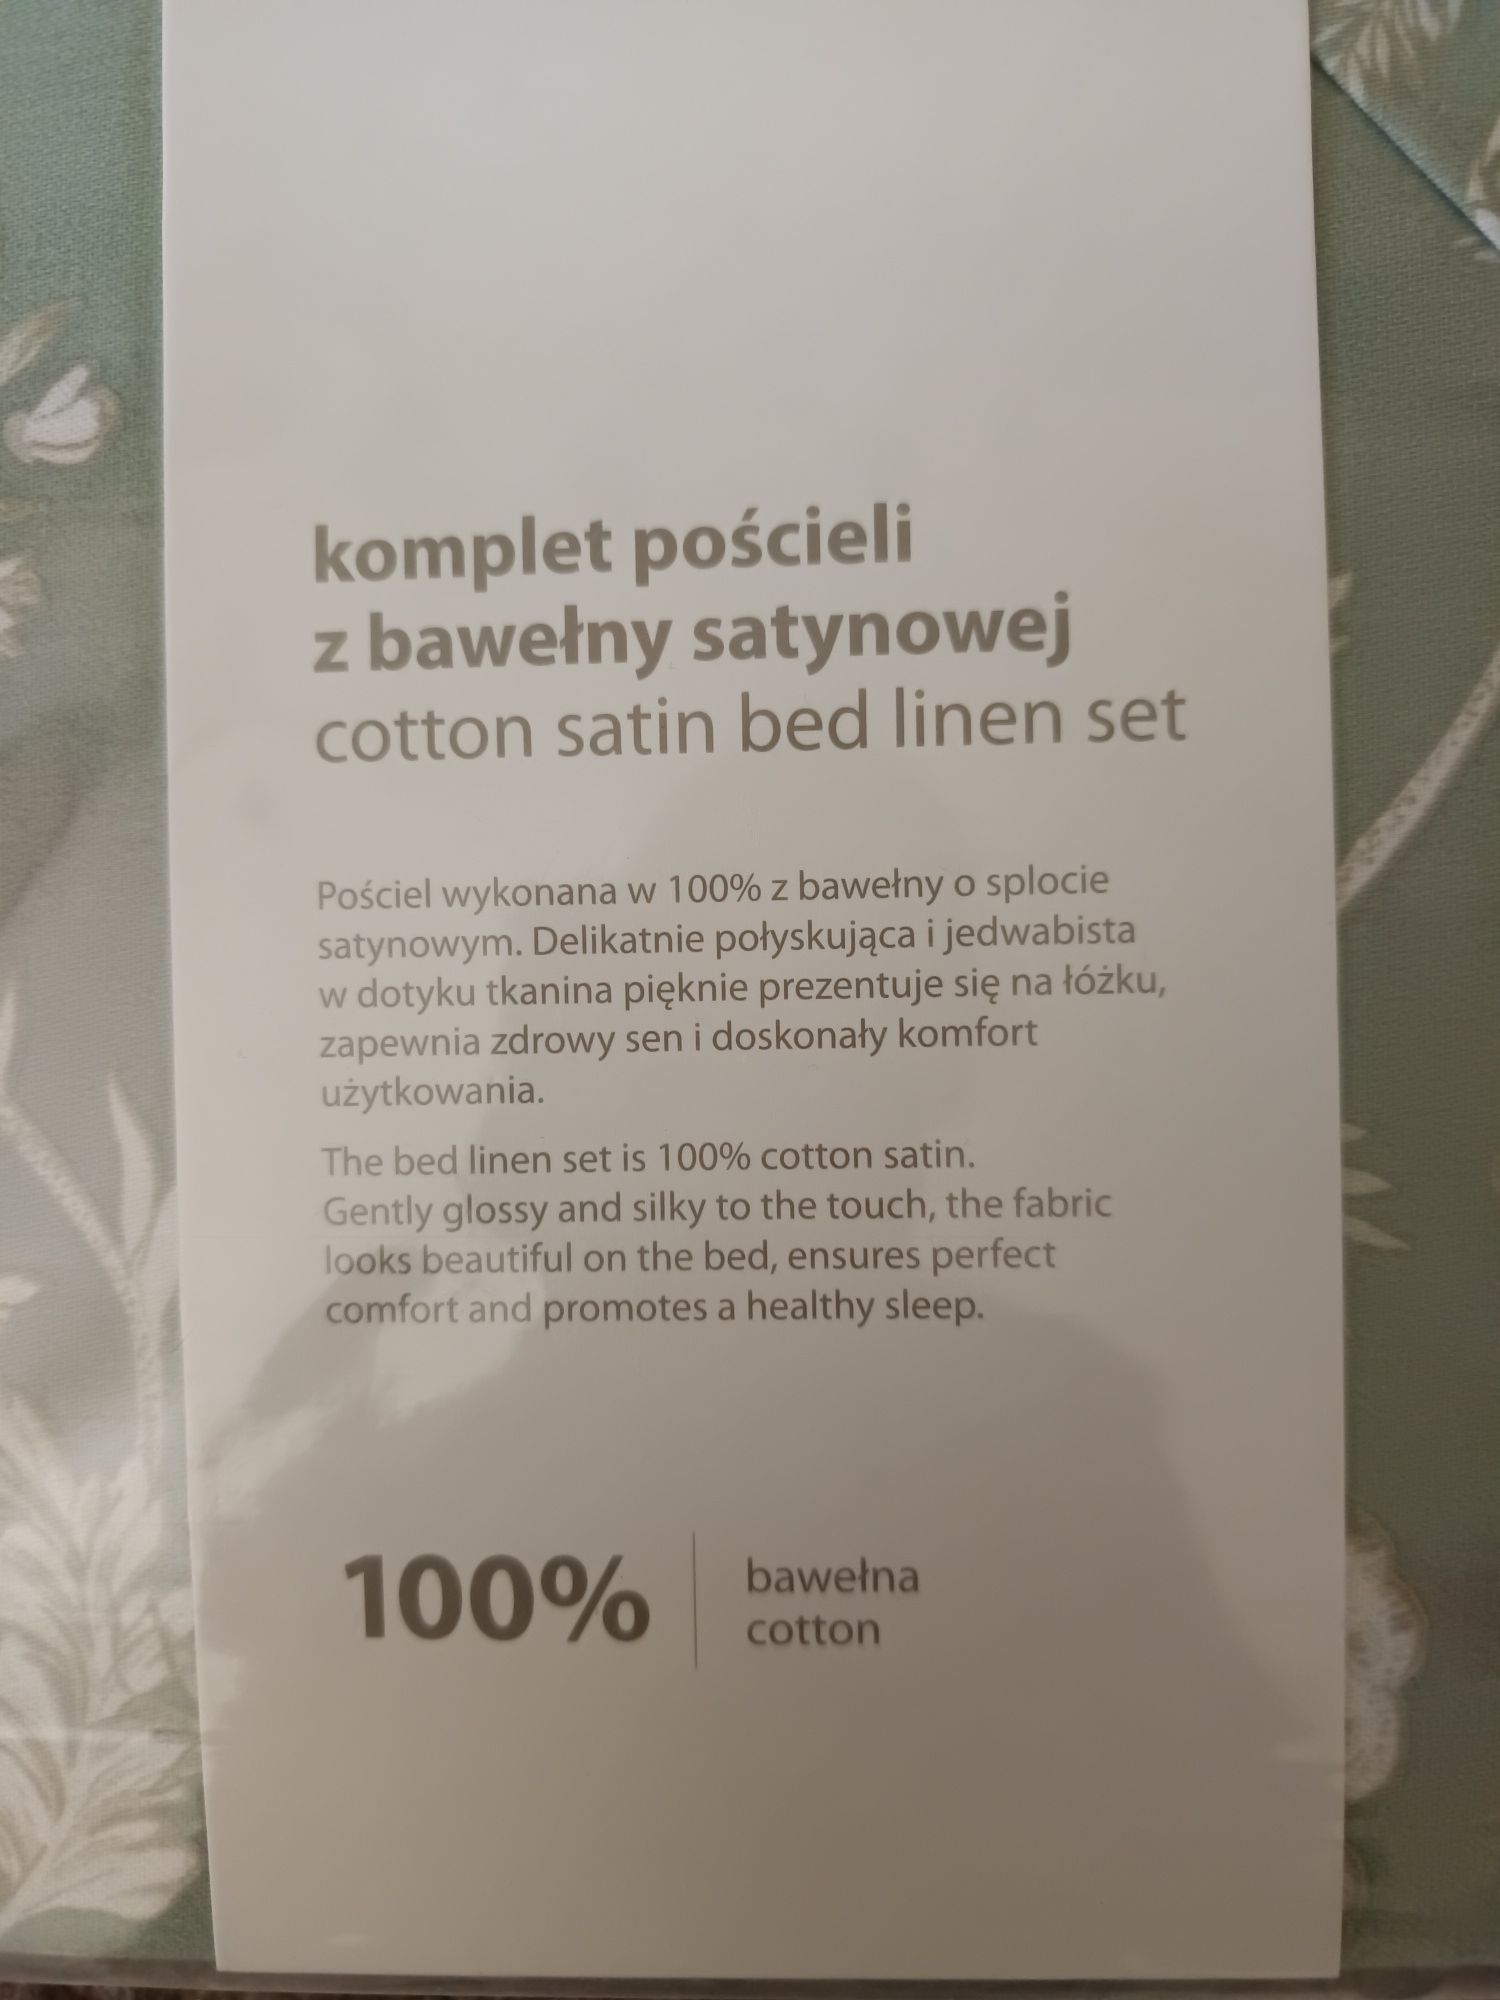 komplet pościeli
z bawełny satynowej
cotton satin bed linen set
Pościel wykonana w 100% z bawełny o splocie
satynowym. Delikatnie połyskująca i jedwabista
w dotyku tkanina pięknie prezentuje się na łóżku,
zapewnia zdrowy sen i doskonały komfort
użytkowania.
The bed linen set is 100% cotton satin.
Gently glossy and silky to the touch, the fabric
looks beautiful on the bed, ensures perfect
comfort and promotes a healthy sleep.
100%
bawełna
cotton